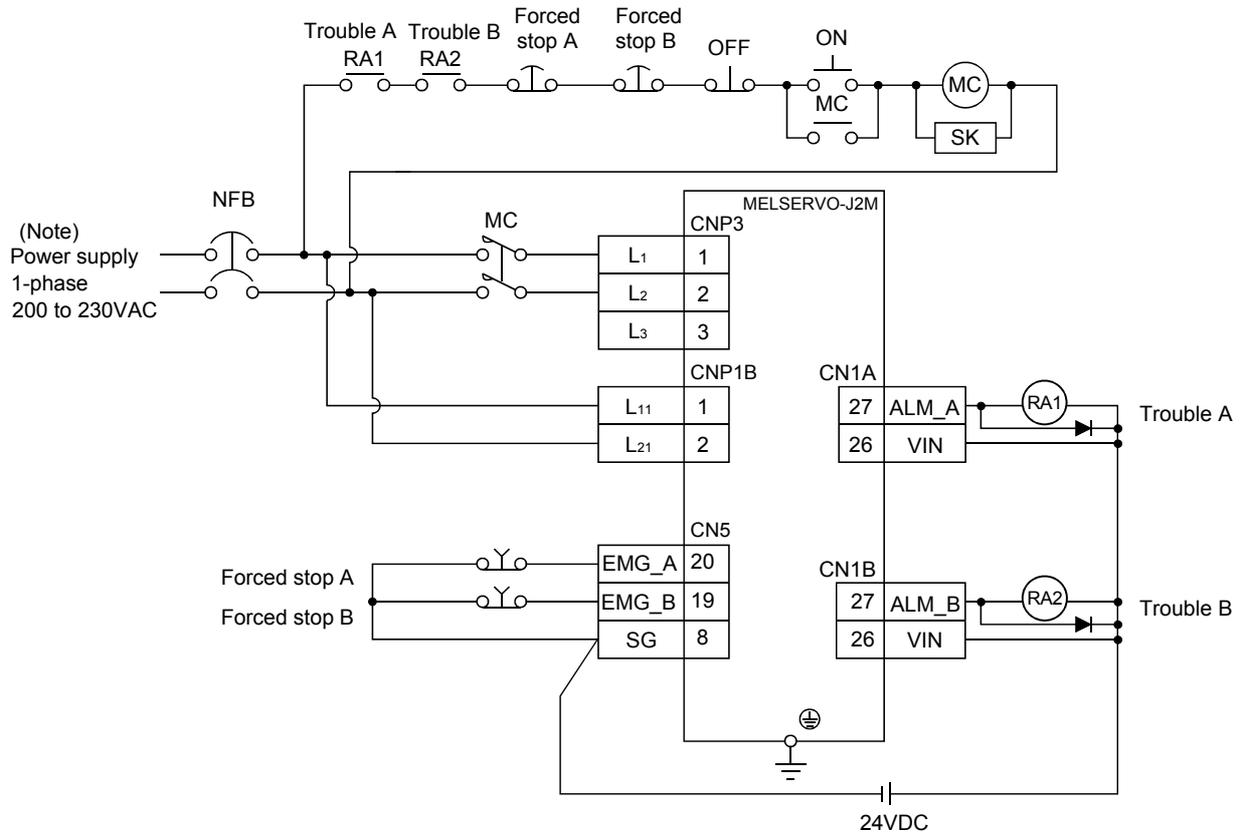 Trouble A
RA1
Trouble B
RA2
Forced
stop A
Forced
stop B
OFF
ON
MC
MC
SK
NFB
(Note)
Power supply
1-phase
200 to 230VAC
MC
MELSERVO-J2M
CNP3
L1 1
L2 2
L3 3
CNP1B
L11 1
L21 2
CN1A
27 ALM_A
26 VIN
RA1
Trouble A
CN5
EMG_A 20
EMG_B 19
SG 8
Forced stop A
Forced stop B
CN1B
27 ALM_B
26 VIN
RA2
Trouble B
24VDC